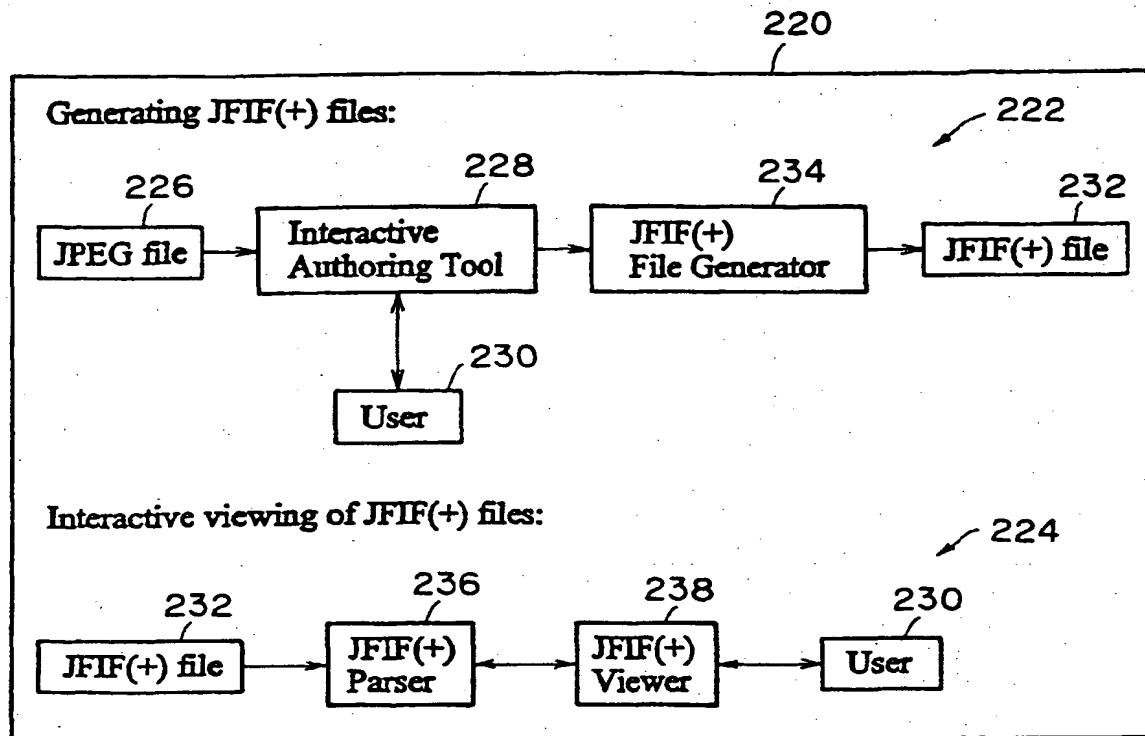 220
Generating JFIF(+) files:
222
226
228
234
232
JPEG file
Interactive
Authoring Tool
JFIF(+)
File Generator
JFIF(+) file
230
User
Interactive viewing of JFIF(+) files:
224
232
236
238
230
JFIF(+) file
JFIF(+)
Parser
JFIF(+)
Viewer
User